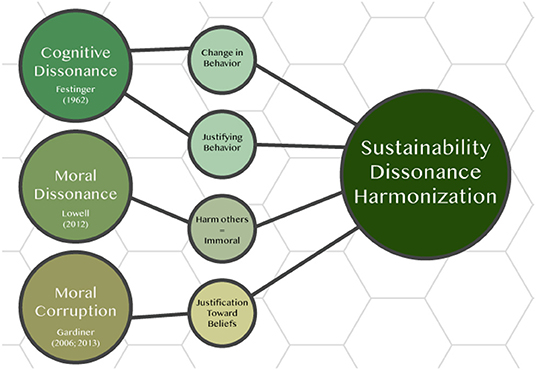 Cognitive
Dissonance
Festinger
(1962)
Change in
Behavior
Justifying
Behavior
Moral
Dissonance
Lowell
(2012)
Harm others
=
Immoral
Moral
Corruption
Gardiner
(2006; 2013)
Justification
Toward
Beliefs
Sustainability
Dissonance
Harmonization